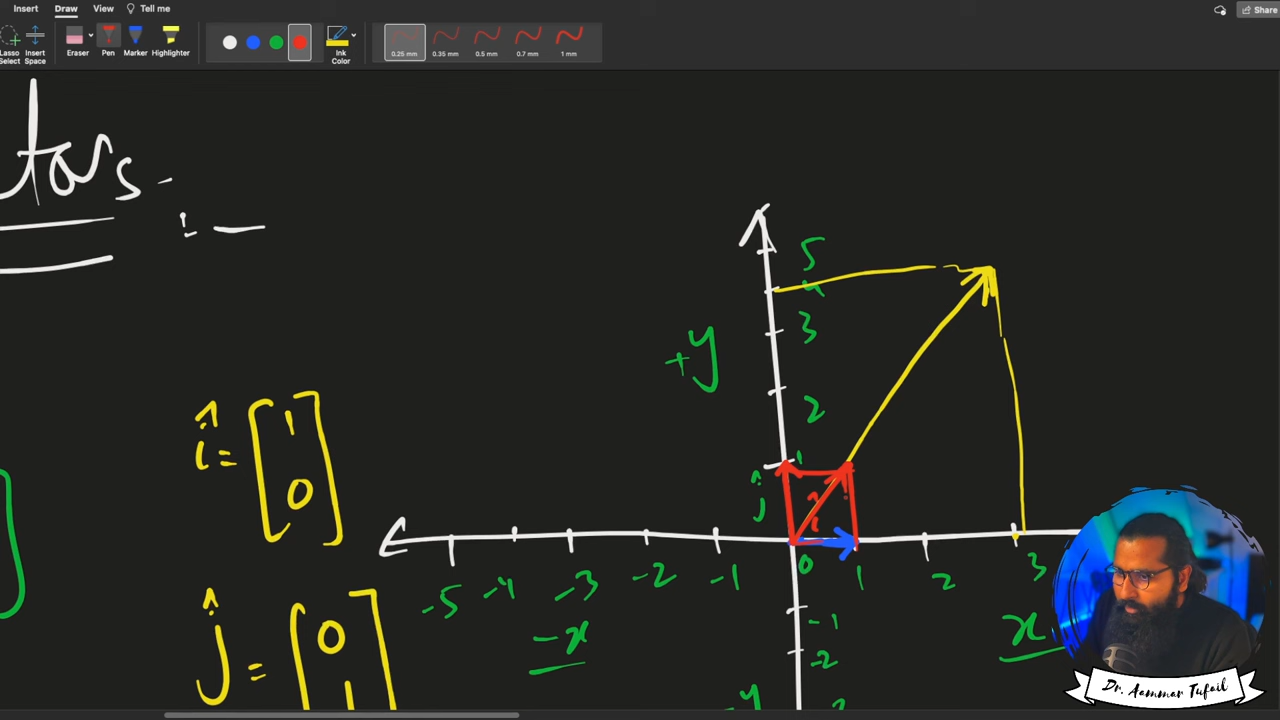 Insert Draw View Tell me
Share
Lasso Select
Insert Space
Eraser
Pen
Marker
Highlighter
Ink Color
0.25 mm 0.35 mm 0.5 mm 0.7 mm 1 mm
tors :-
5
4
3
+y
2
1
î = [1 0]
ĵ
-5 -4 -3 -2 -1 0 1 2 3
-x
x
-1
-2
ĵ = [0 1]
-y
Dr. Aammar Tufail